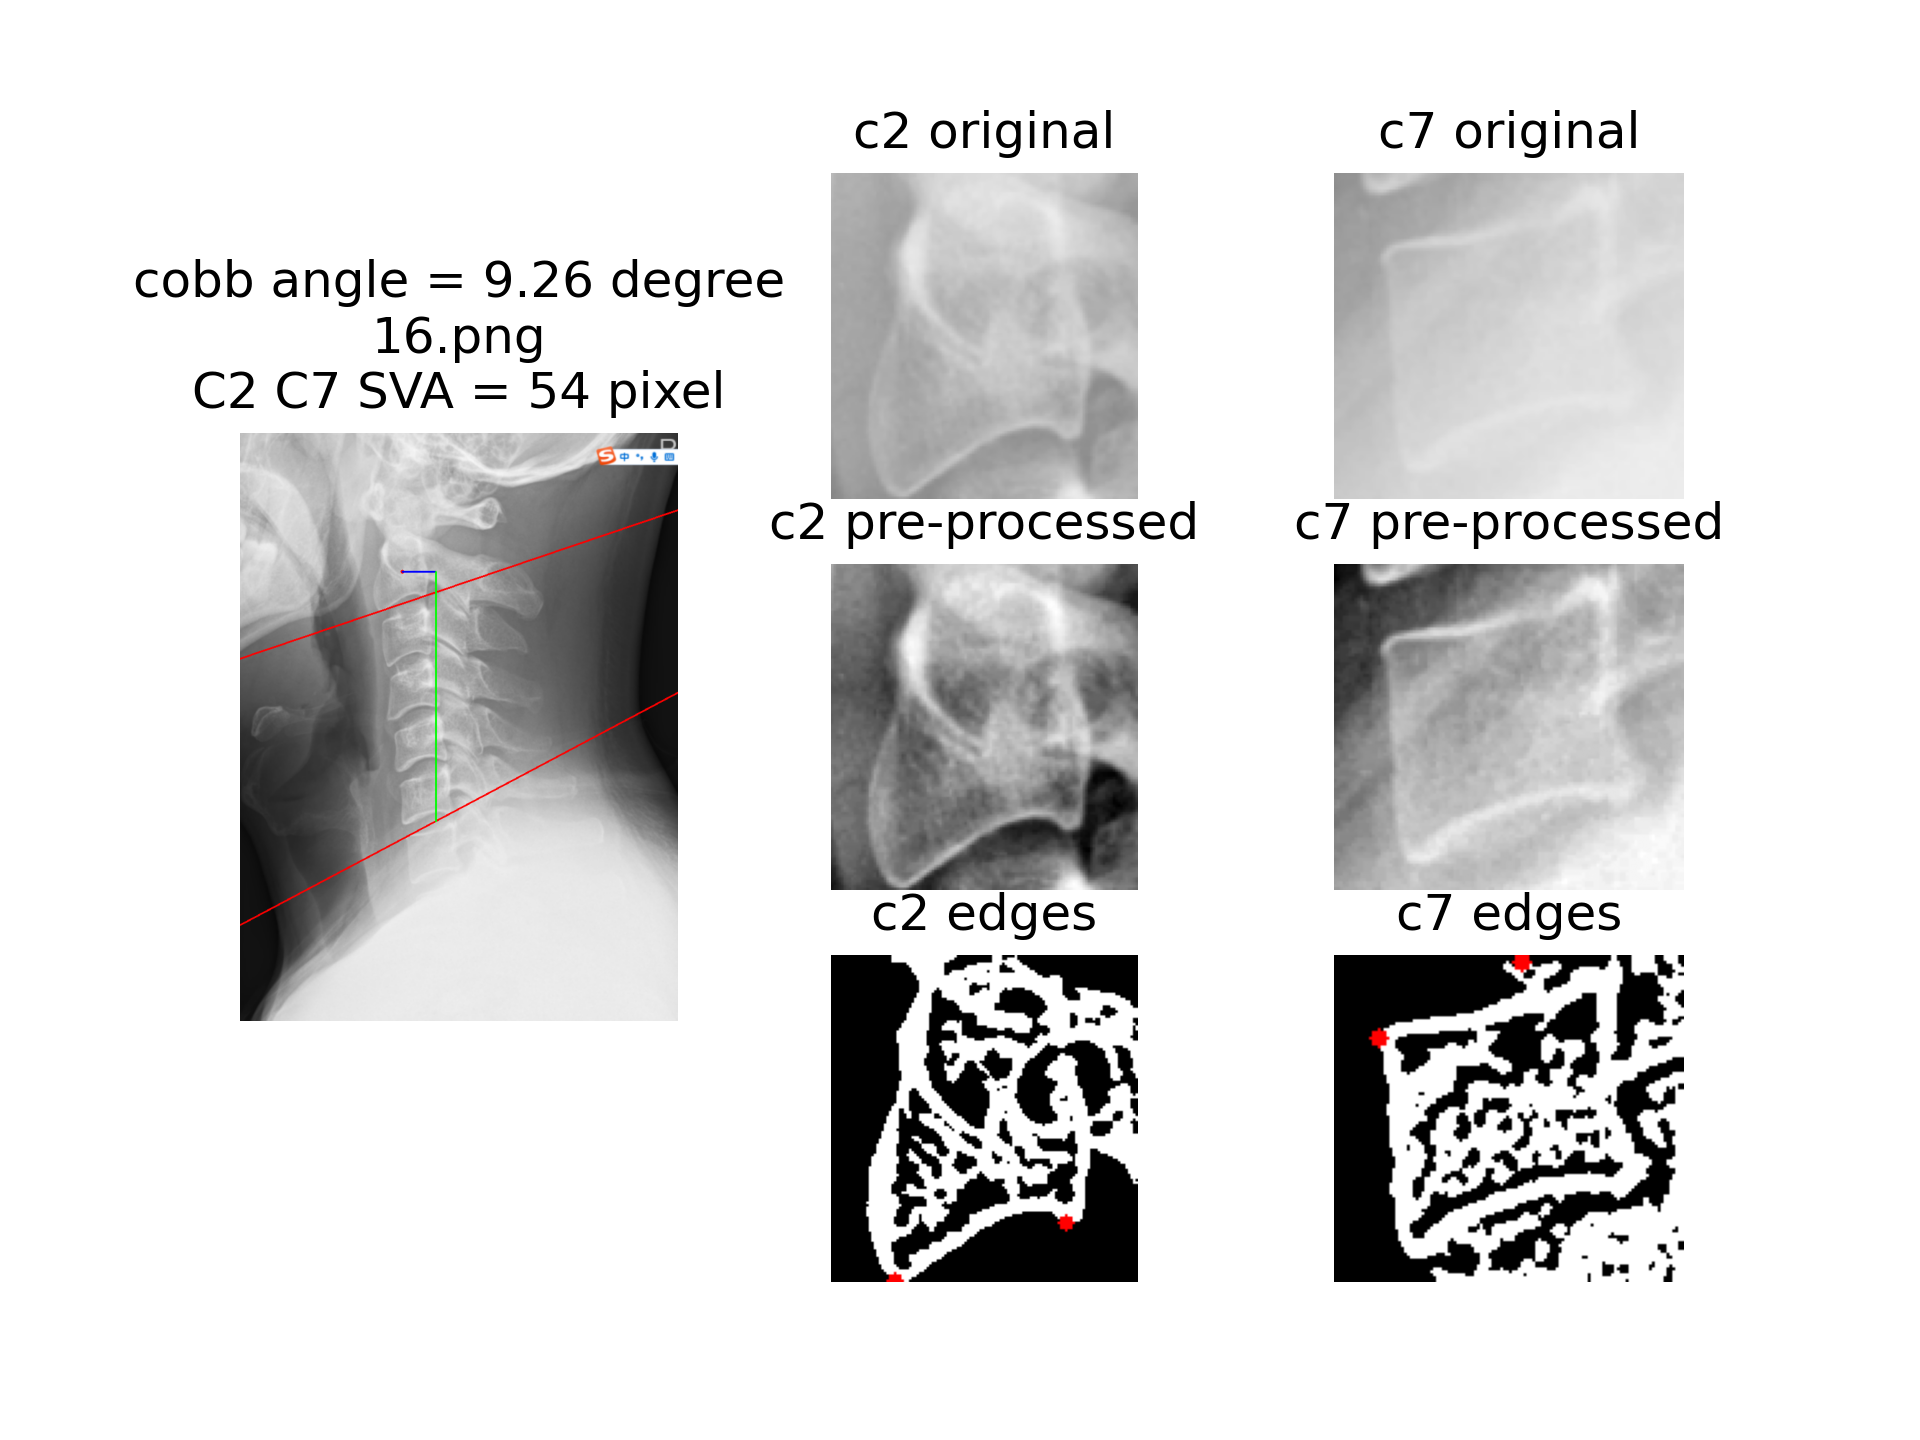 cobb angle = 9.26 degree
16.png
C2 C7 SVA = 54 pixel
S 中
c2 original
c7 original
c2 pre-processed
c7 pre-processed
c2 edges
c7 edges